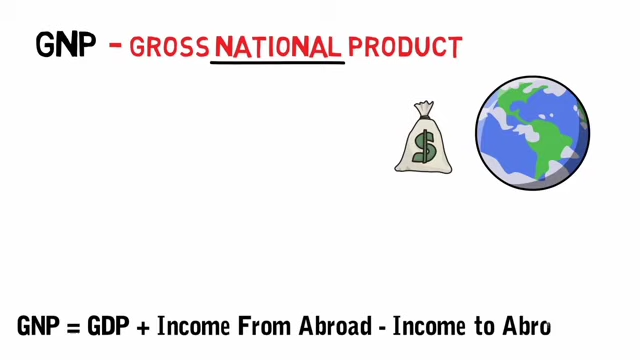 GNP - GROSS NATIONAL PRODUCT
$
GNP = GDP + Income From Abroad - Income to Abro